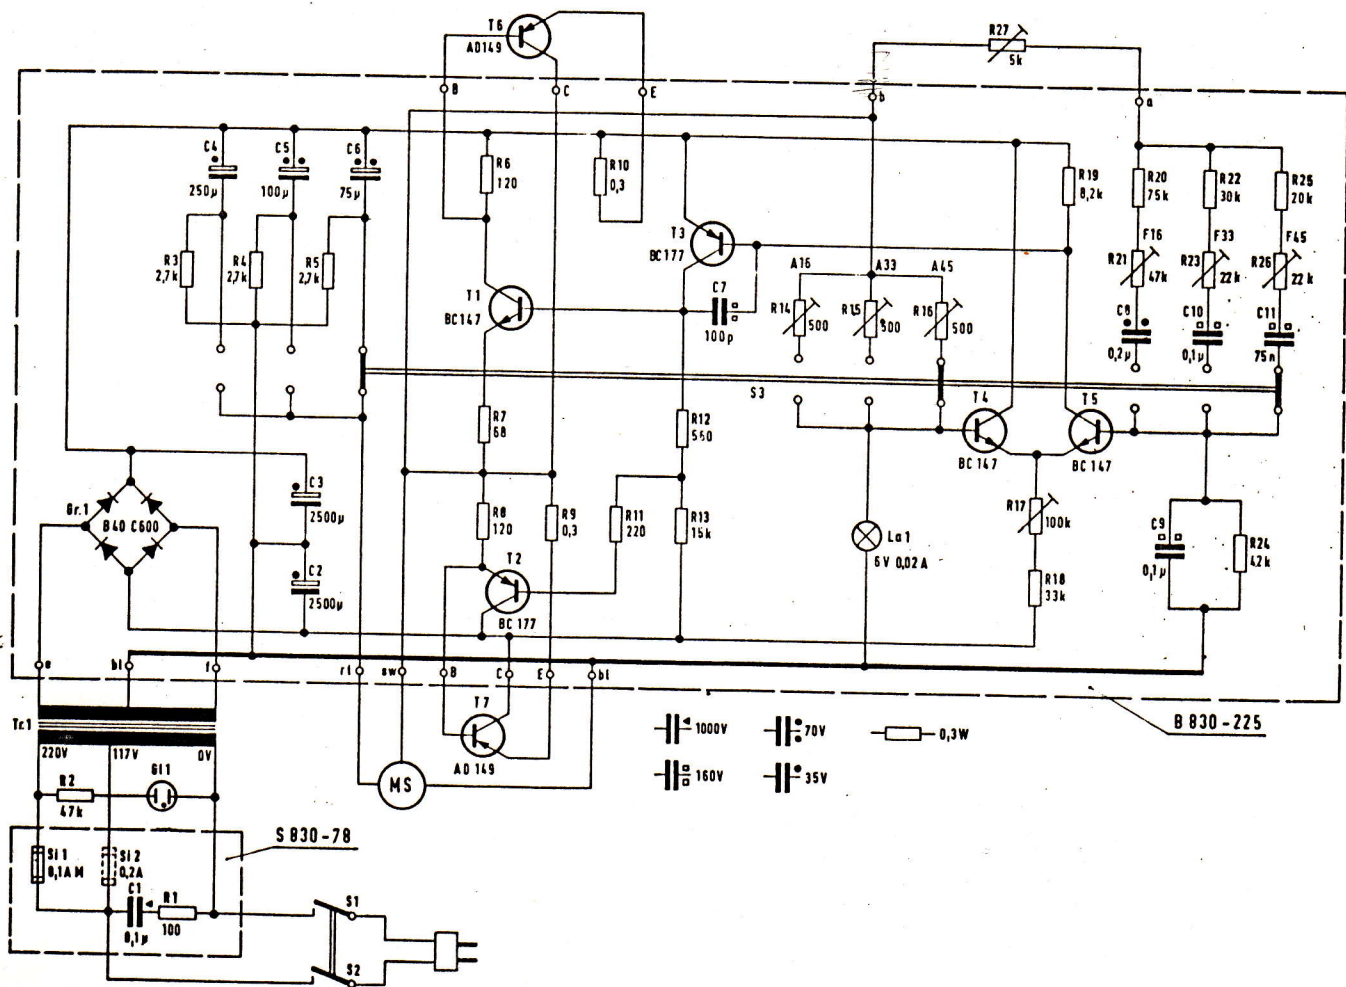 T6
AD149
R27
5k
B
C
E
b
a
C4
250µ
C5
100µ
C6
75µ
R6
120
R10
0,3
R19
8,2k
R20
75k
R22
30k
R25
20k
R3
2,7k
R4
2,7k
R5
2,7k
T3
BC177
T1
BC147
C7
100p
A16
A33
A45
R14
500
R15
500
R16
500
F16
F33
F45
R21
47k
R23
22k
R26
22k
C8
0,2µ
C10
0,1µ
C11
75n
S3
R7
68
R12
560
T4
BC147
T5
BC147
Gr.1
B40 C600
C3
2500µ
C2
2500µ
R8
120
R9
0,3
R11
220
R13
15k
La1
6V 0,02A
R17
100k
R18
33k
C9
0,1µ
R24
42k
T2
BC177
e
bl
f
rt
sw
B
C
E
bl
Tr.1
220V
117V
0V
T7
AD149
MS
1000V
70V
0,3W
160V
35V
B 830-225
R2
47k
Gl1
S 830-78
Si1
0,1A M
Si2
0,2A
C1
0,1µ
R1
100
S1
S2